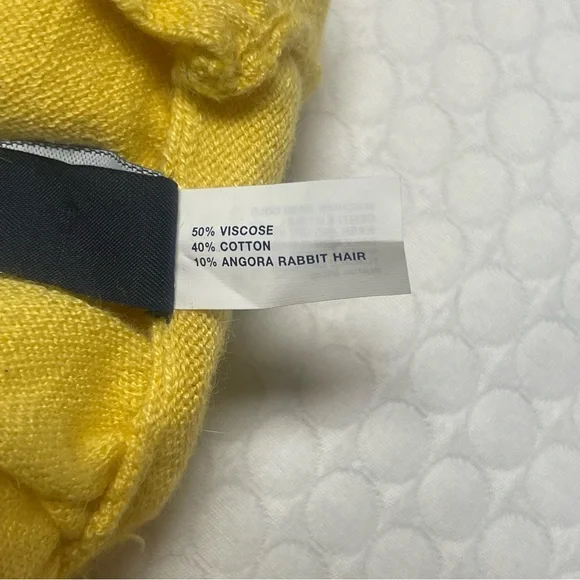 50% VISCOSE
40% COTTON
10% ANGORA RABBIT HAIR